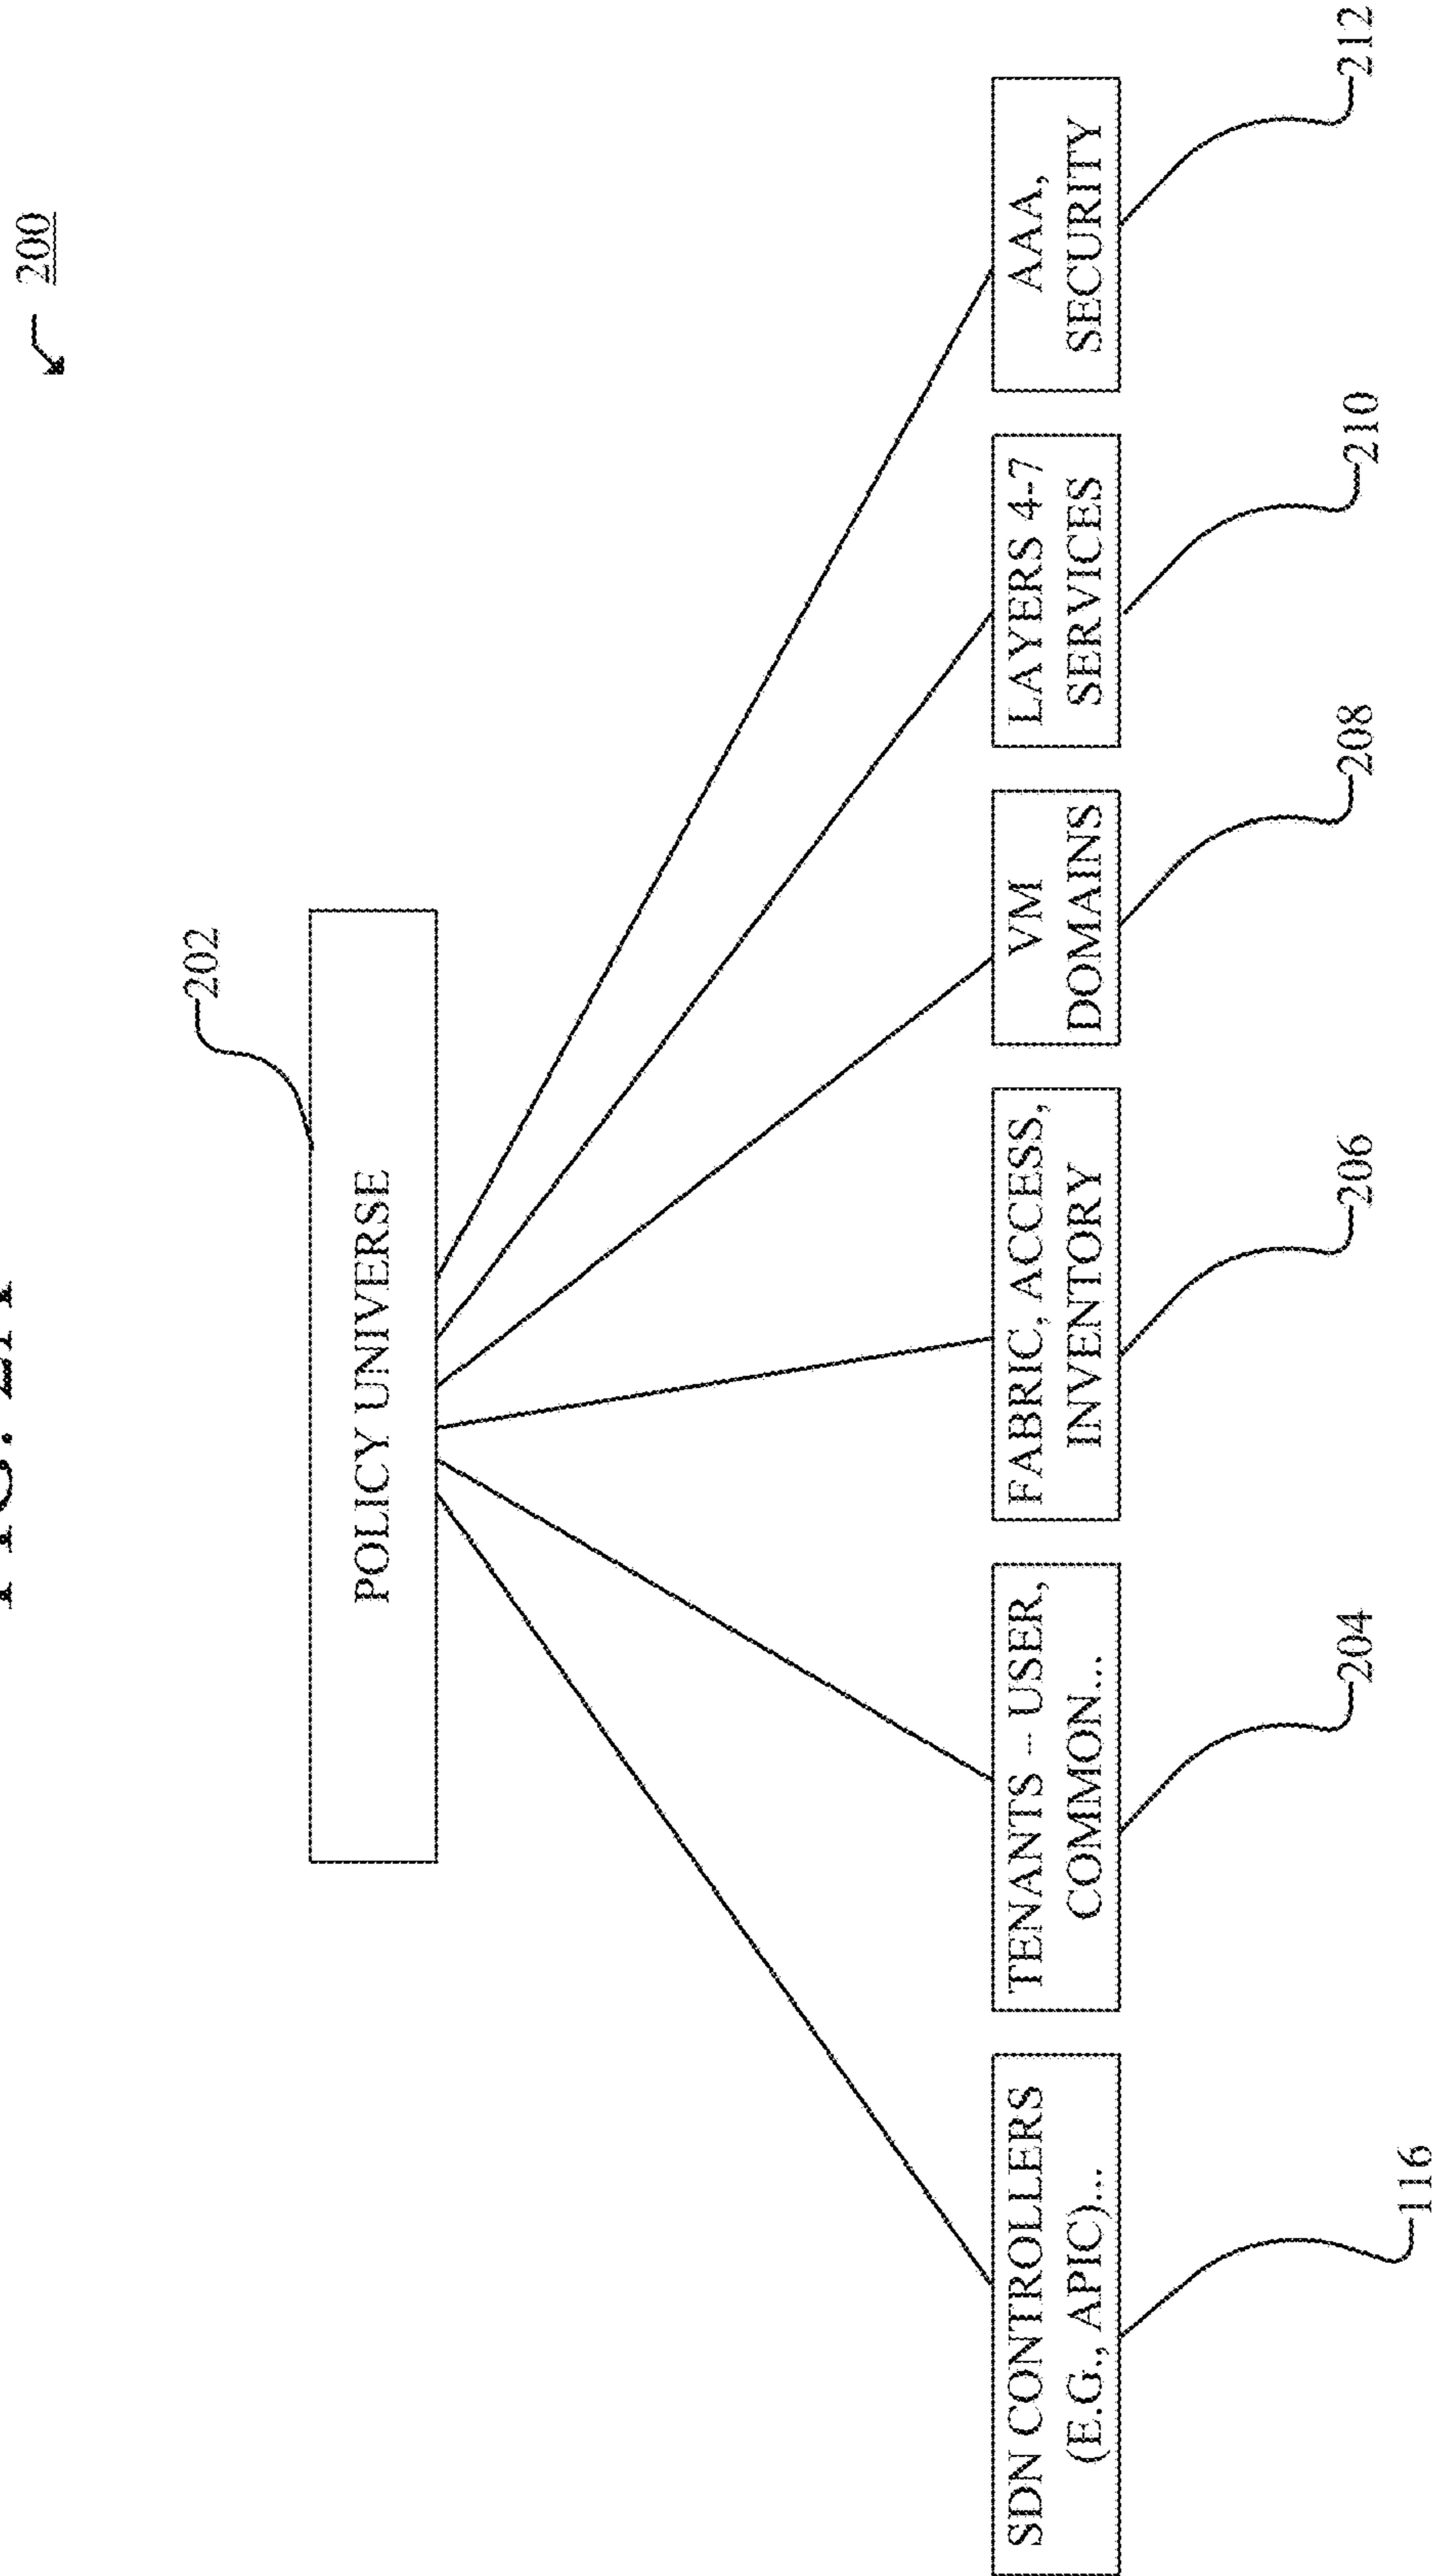 200
202
POLICY UNIVERSE
SDN CONTROLLERS
(E.G., APIC)...
116
TENANTS – USER,
COMMON...
204
FABRIC, ACCESS,
INVENTORY
206
VM
DOMAINS
208
LAYERS 4-7
SERVICES
210
AAA,
SECURITY
212